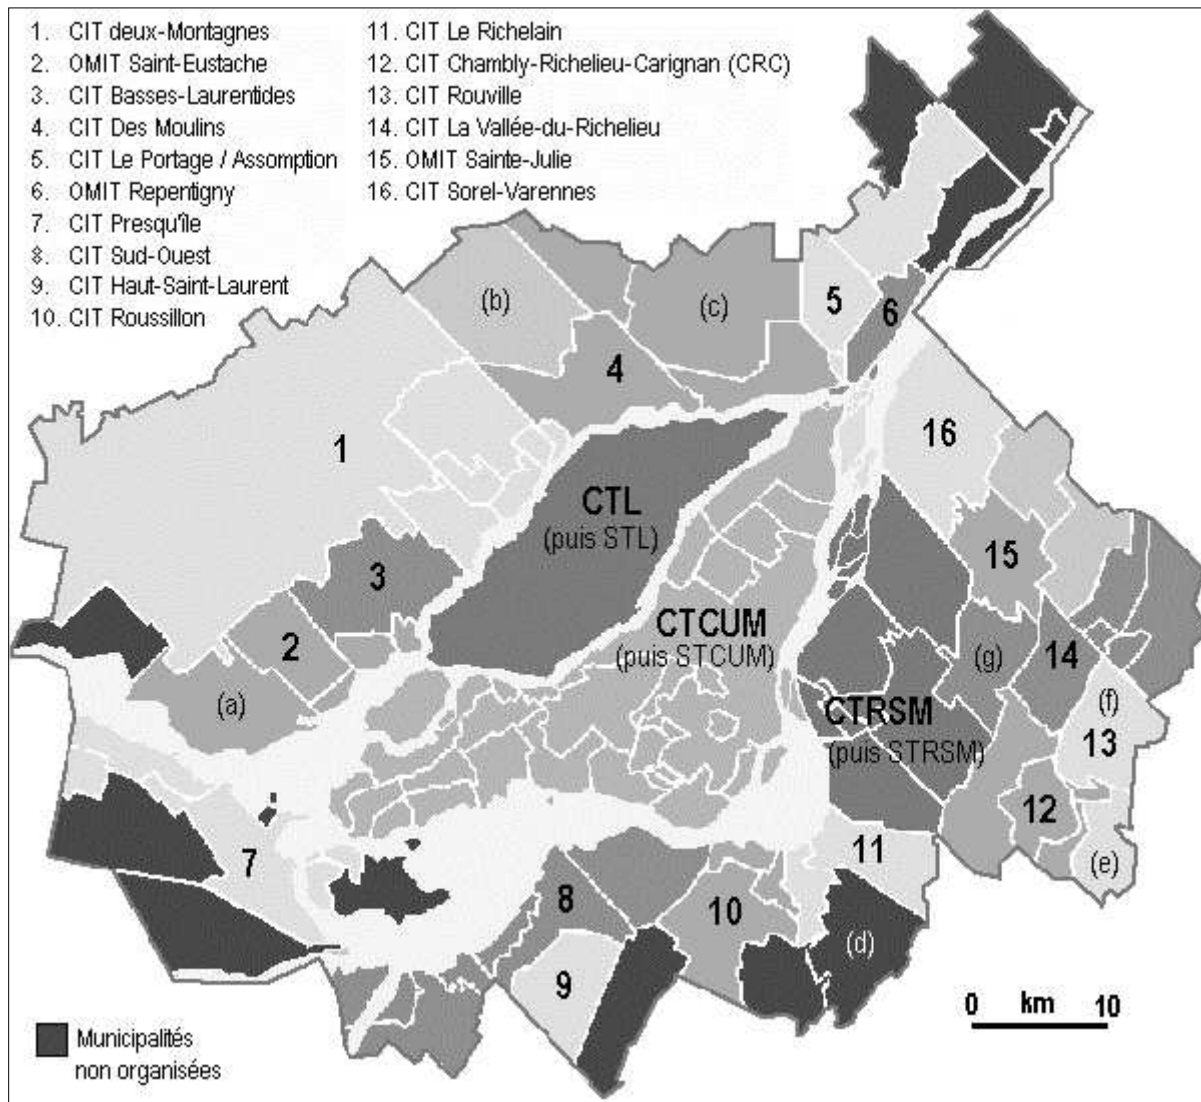 1. CIT deux-Montagnes
2. OMIT Saint-Eustache
3. CIT Basses-Laurentides
4. CIT Des Moulins
5. CIT Le Portage / Assomption
6. OMIT Repentigny
7. CIT Presqu'île
8. CIT Sud-Ouest
9. CIT Haut-Saint-Laurent
10. CIT Roussillon
11. CIT Le Richelain
12. CIT Chambly-Richelieu-Carignan (CRC)
13. CIT Rouville
14. CIT La Vallée-du-Richelieu
15. OMIT Sainte-Julie
16. CIT Sorel-Varennes
(b)
(c)
5
6
4
1
16
CTL
(puis STL)
15
3
CTCUM
(puis STCUM)
2
(g)
14
(a)
(f)
CTRSM
(puis STRSM)
13
12
7
11
(e)
8
10
(d)
9
0 km 10
Municipalités
non organisées